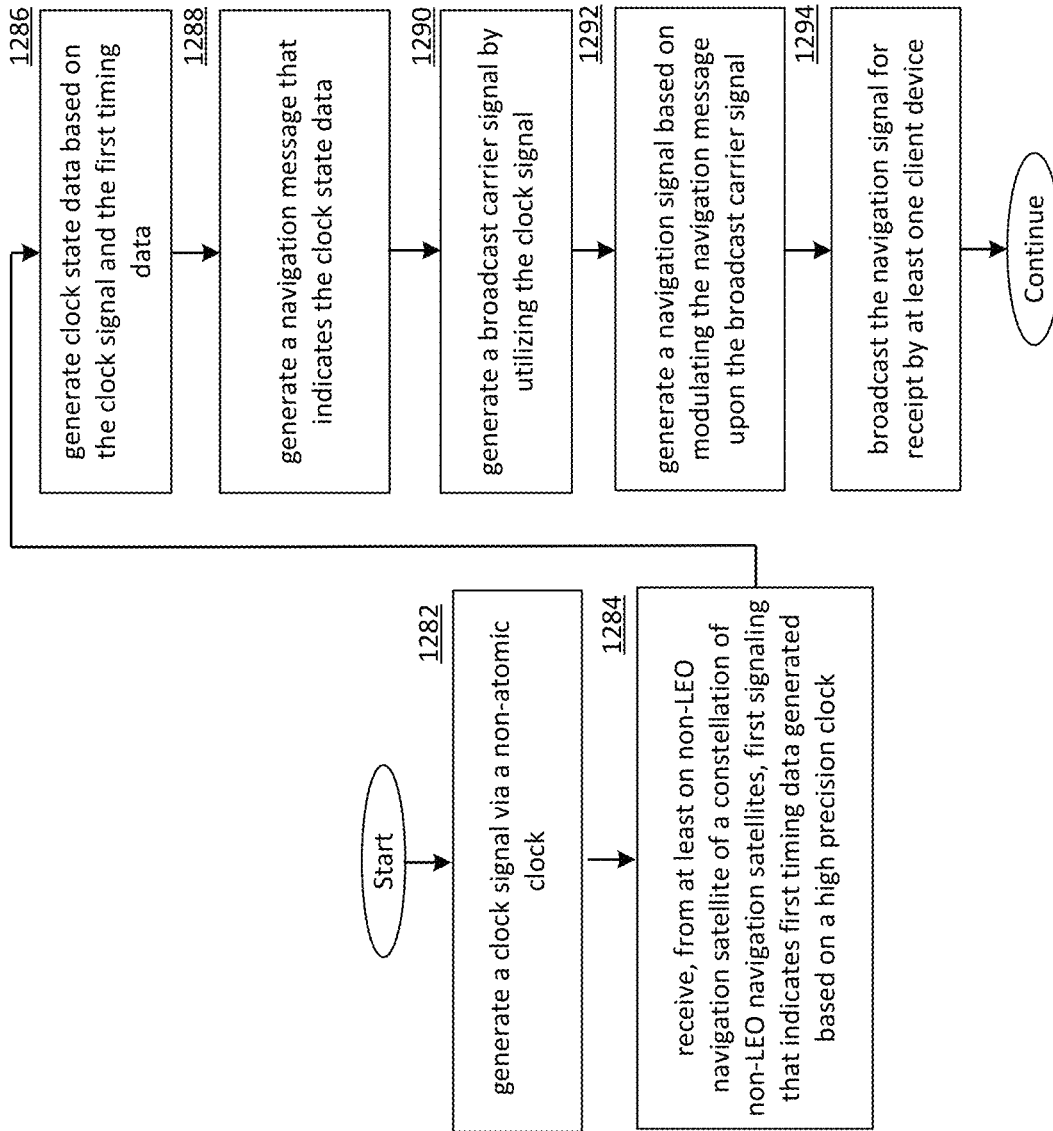 Start
1282
generate a clock signal via a non-atomic
clock
1284
receive, from at least on non-LEO
navigation satellite of a constellation of
non-LEO navigation satellites, first signaling
that indicates first timing data generated
based on a high precision clock
1286
generate clock state data based on
the clock signal and the first timing
data
1288
generate a navigation message that
indicates the clock state data
1290
generate a broadcast carrier signal by
utilizing the clock signal
1292
generate a navigation signal based on
modulating the navigation message
upon the broadcast carrier signal
1294
broadcast the navigation signal for
receipt by at least one client device
Continue